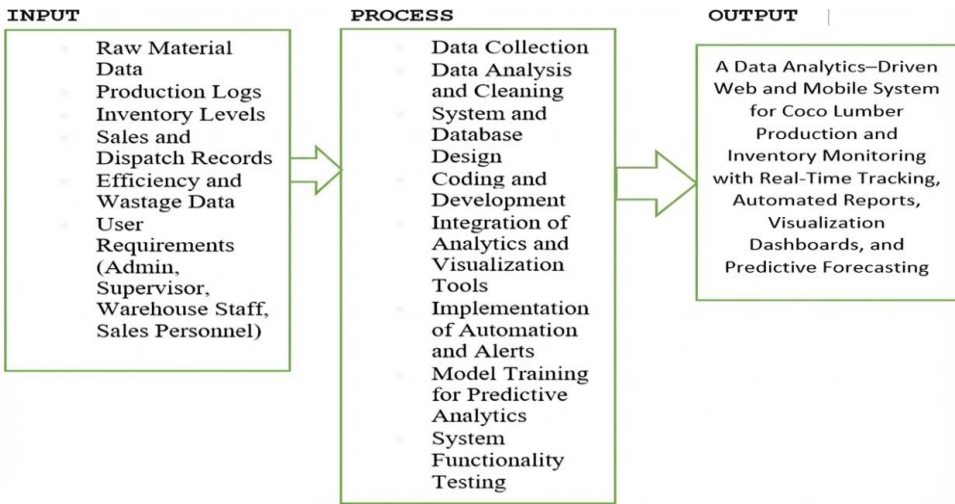 INPUT
Raw Material
Data
Production Logs
Inventory Levels
Sales and
Dispatch Records
Efficiency and
Wastage Data
User
Requirements
(Admin,
Supervisor,
Warehouse Staff,
Sales Personnel)
PROCESS
Data Collection
Data Analysis
and Cleaning
System and
Database
Design
Coding and
Development
Integration of
Analytics and
Visualization
Tools
Implementation
of Automation
and Alerts
Model Training
for Predictive
Analytics
System
Functionality
Testing
OUTPUT
A Data Analytics–Driven
Web and Mobile System
for Coco Lumber
Production and
Inventory Monitoring
with Real-Time Tracking,
Automated Reports,
Visualization
Dashboards, and
Predictive Forecasting